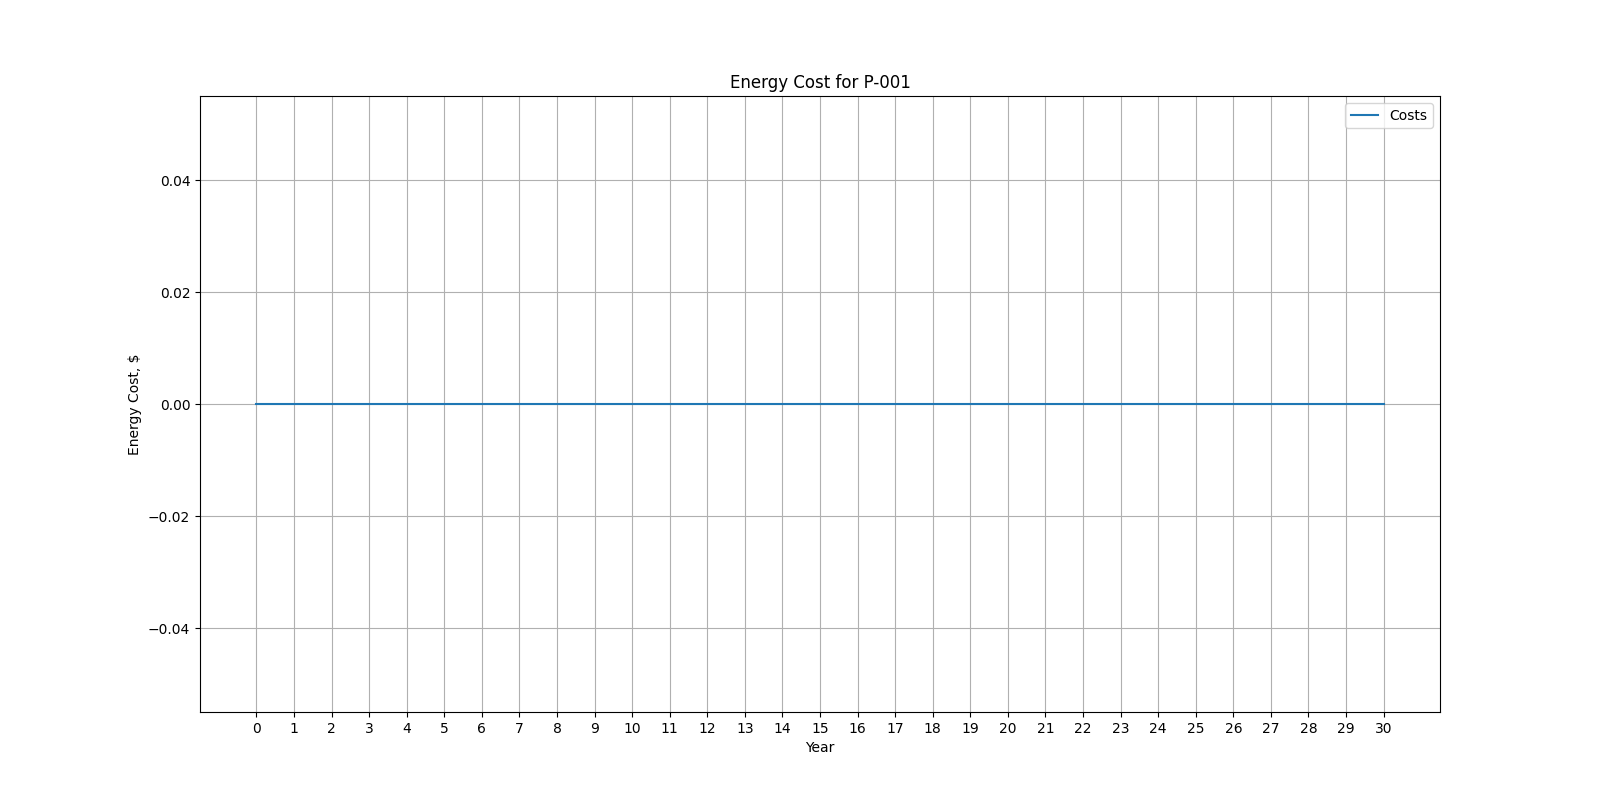 Energy Cost for P-001
Costs
0.04
0.02
0.00
−0.02
−0.04
Energy Cost, $
0 1 2 3 4 5 6 7 8 9 10 11 12 13 14 15 16 17 18 19 20 21 22 23 24 25 26 27 28 29 30
Year